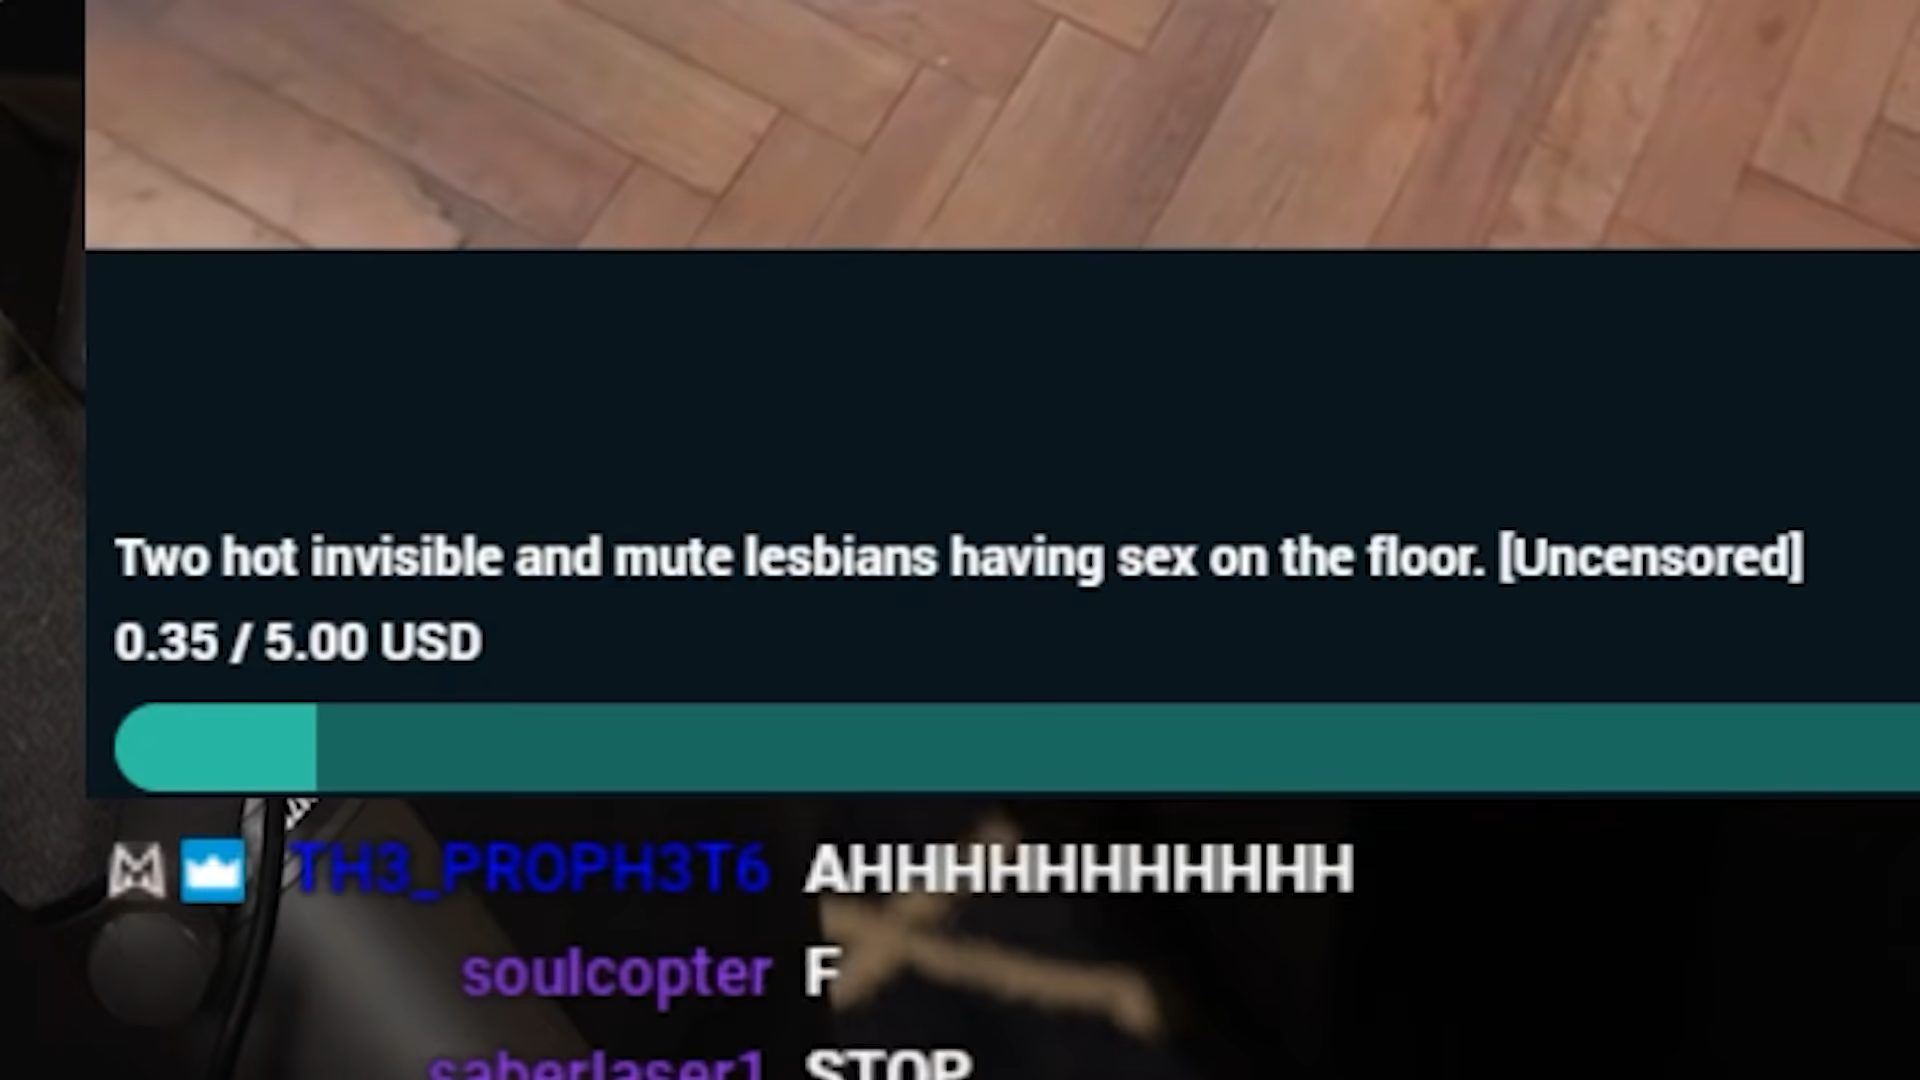 Two hot invisible and mute lesbians having sex on the floor. [Uncensored]
0.35 / 5.00 USD
TH3_PROPH3T6 AHHHHHHHHHHH
soulcopter F
saberlaser1 STOP